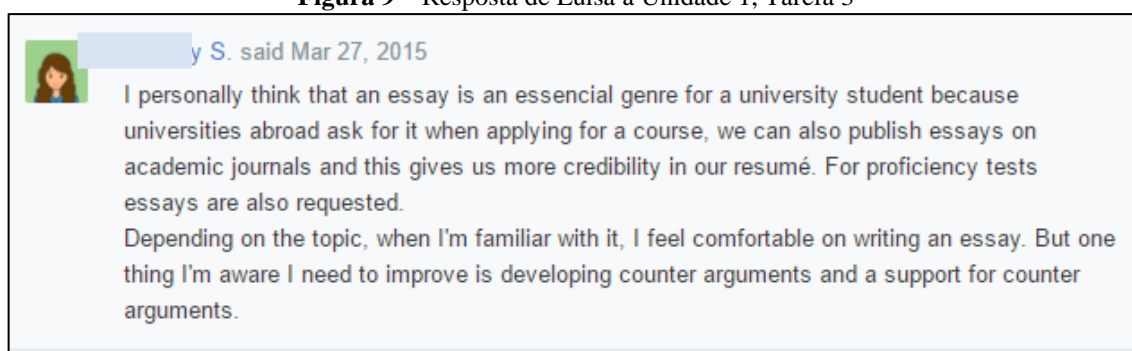 Figura 9 – Resposta de Luísa à Unidade 1, Tarefa 3
y S. said Mar 27, 2015
I personally think that an essay is an essencial genre for a university student because
universities abroad ask for it when applying for a course, we can also publish essays on
academic journals and this gives us more credibility in our resumé. For proficiency tests
essays are also requested.
Depending on the topic, when I'm familiar with it, I feel comfortable on writing an essay. But one
thing I'm aware I need to improve is developing counter arguments and a support for counter
arguments.